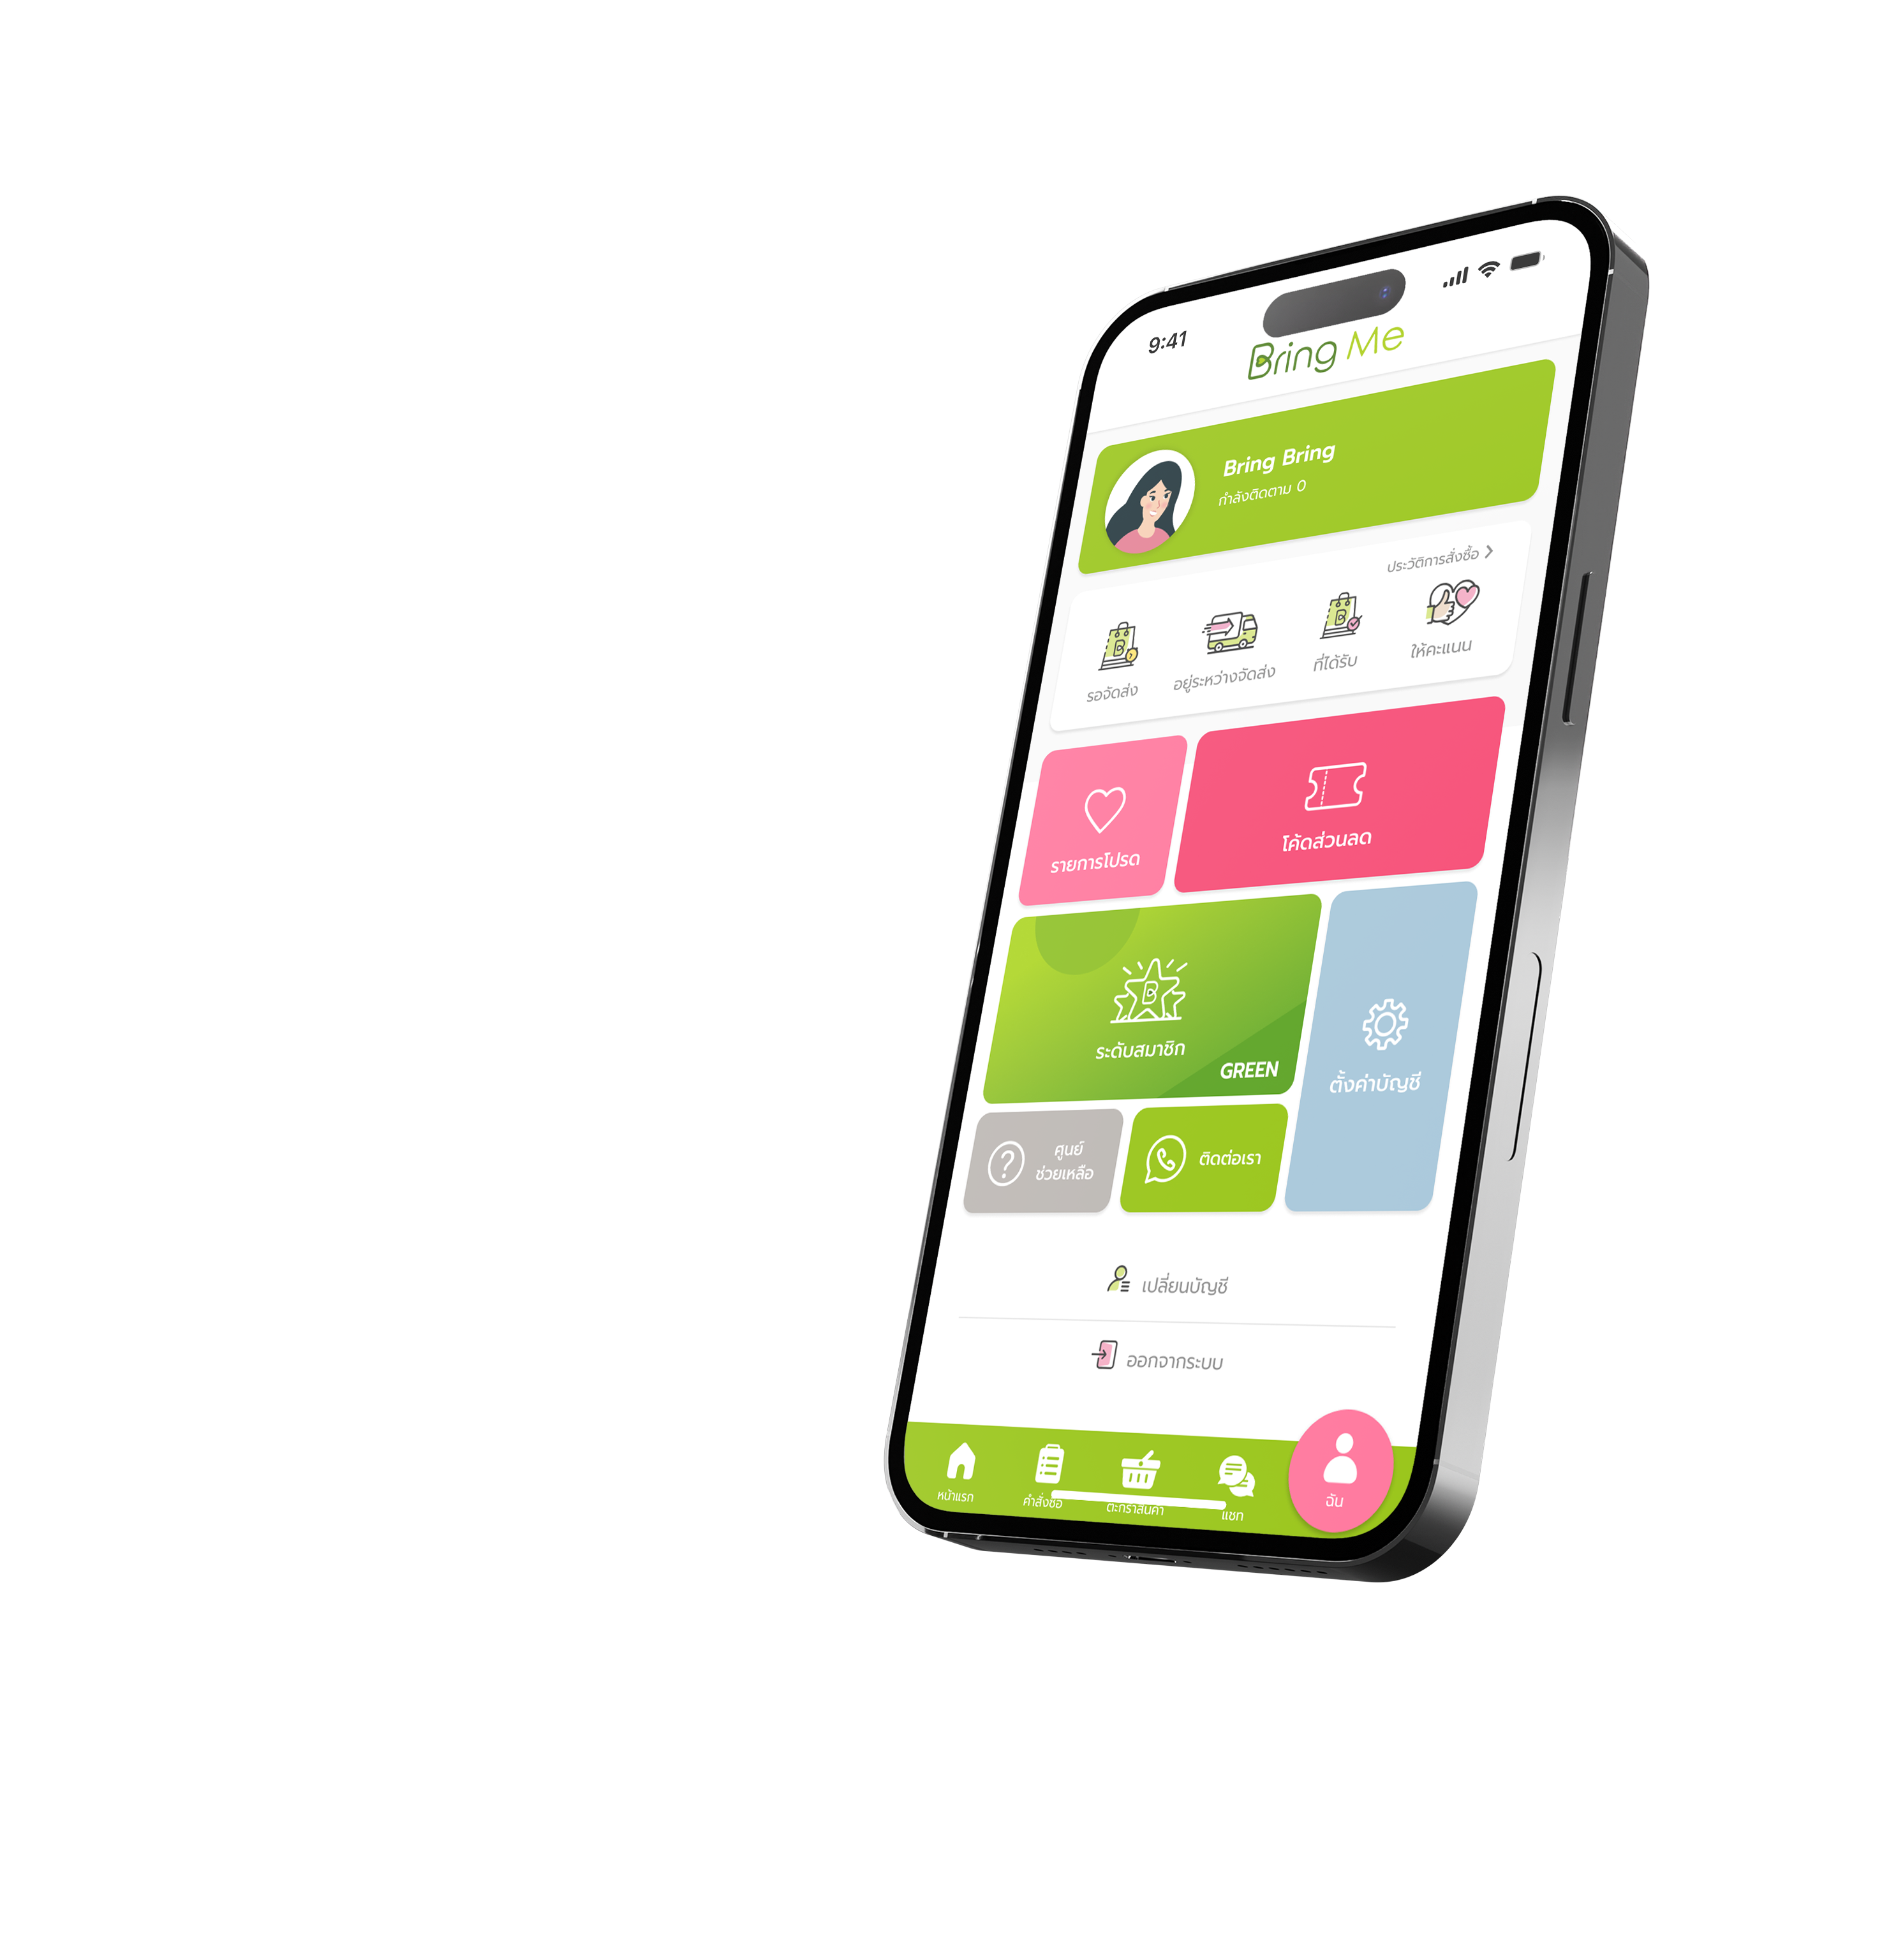 9:41
Bring Me
Bring Bring
กำลังติดตาม 0
ประวัติการสั่งซื้อ
รอจัดส่ง
อยู่ระหว่างจัดส่ง
ที่ได้รับ
ให้คะแนน
รายการโปรด
โค้ดส่วนลด
ระดับสมาชิก
GREEN
ตั้งค่าบัญชี
ศูนย์
ช่วยเหลือ
ติดต่อเรา
เปลี่ยนบัญชี
ออกจากระบบ
หน้าแรก
คำสั่งซื้อ
ตะกร้าสินค้า
แชท
ฉัน